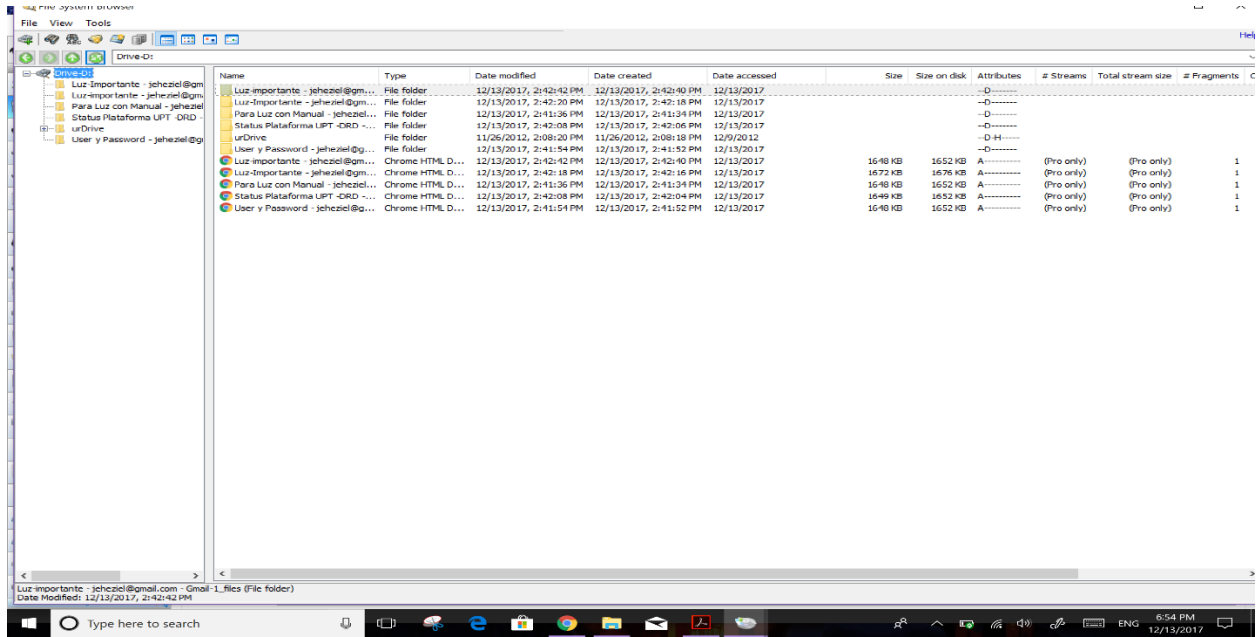 File System Browser
File View Tools
Help
Drive-D:
Drive-D:
Luz-Importante - jeheziel@gm
Luz-importante - jeheziel@gm
Para Luz con Manual - jeheziel
Status Plataforma UPT -DRD -
urDrive
User y Password - jeheziel@g
Name Type Date modified Date created Date accessed Size Size on disk Attributes # Streams Total stream size # Fragments
Luz-importante - jeheziel@gm... File folder 12/13/2017, 2:42:42 PM 12/13/2017, 2:42:40 PM 12/13/2017 --D-------
Luz-Importante - jeheziel@gm... File folder 12/13/2017, 2:42:20 PM 12/13/2017, 2:42:18 PM 12/13/2017 --D-------
Para Luz con Manual - jeheziel... File folder 12/13/2017, 2:41:36 PM 12/13/2017, 2:41:34 PM 12/13/2017 --D-------
Status Plataforma UPT -DRD -... File folder 12/13/2017, 2:42:08 PM 12/13/2017, 2:42:06 PM 12/13/2017 --D-------
urDrive File folder 11/26/2012, 2:08:20 PM 11/26/2012, 2:08:18 PM 12/9/2012 --D-H-----
User y Password - jeheziel@g... File folder 12/13/2017, 2:41:54 PM 12/13/2017, 2:41:52 PM 12/13/2017 --D-------
Luz-importante - jeheziel@gm... Chrome HTML D... 12/13/2017, 2:42:42 PM 12/13/2017, 2:42:40 PM 12/13/2017 1648 KB 1652 KB A---------- (Pro only) (Pro only) 1
Luz-Importante - jeheziel@gm... Chrome HTML D... 12/13/2017, 2:42:18 PM 12/13/2017, 2:42:16 PM 12/13/2017 1672 KB 1676 KB A---------- (Pro only) (Pro only) 1
Para Luz con Manual - jeheziel... Chrome HTML D... 12/13/2017, 2:41:36 PM 12/13/2017, 2:41:34 PM 12/13/2017 1648 KB 1652 KB A---------- (Pro only) (Pro only) 1
Status Plataforma UPT -DRD -... Chrome HTML D... 12/13/2017, 2:42:08 PM 12/13/2017, 2:42:04 PM 12/13/2017 1649 KB 1652 KB A---------- (Pro only) (Pro only) 1
User y Password - jeheziel@g... Chrome HTML D... 12/13/2017, 2:41:54 PM 12/13/2017, 2:41:52 PM 12/13/2017 1648 KB 1652 KB A---------- (Pro only) (Pro only) 1
Luz-importante - jeheziel@gmail.com - Gmail-1_files (File folder)
Date Modified: 12/13/2017, 2:42:42 PM
Type here to search
ENG
6:54 PM
12/13/2017